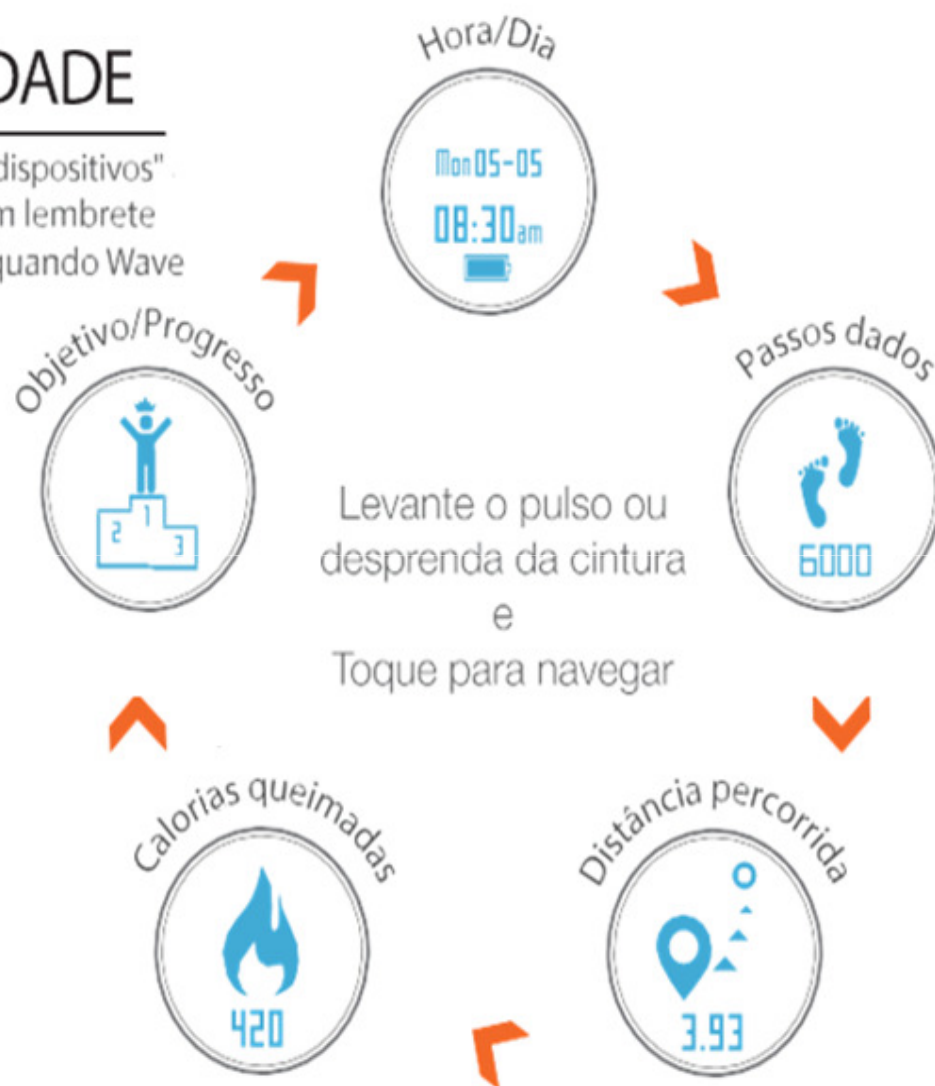 DADE
dispositivos"
m lembrete
quando Wave
Hora/Dia
Mon 05-05
08:30am
Passos dados
6000
Distância percorrida
3.93
Calorias queimadas
420
Objetivo/Progresso
1
2
3
Levante o pulso ou
desprenda da cintura
e
Toque para navegar